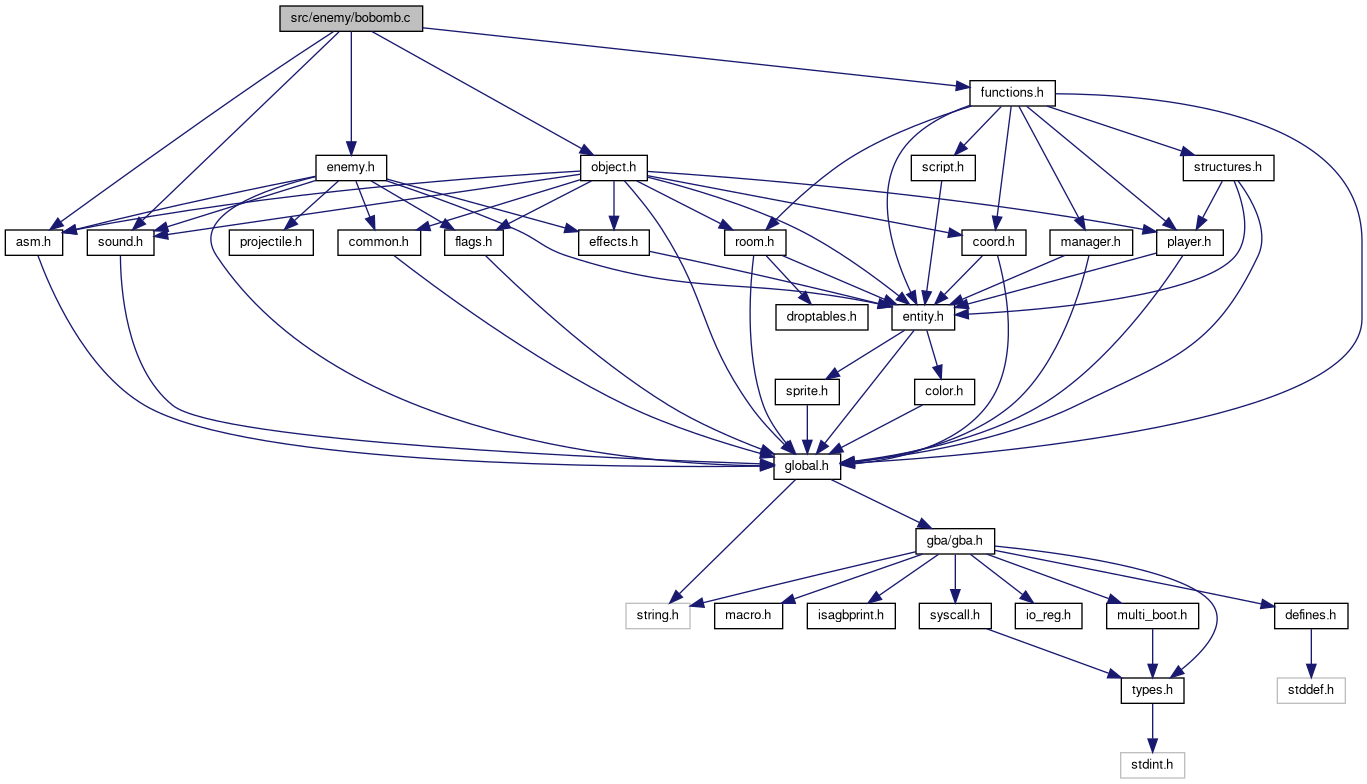 src/enemy/bobomb.c
functions.h
enemy.h
object.h
script.h
structures.h
asm.h
sound.h
projectile.h
common.h
flags.h
effects.h
room.h
coord.h
manager.h
player.h
droptables.h
entity.h
sprite.h
color.h
global.h
gba/gba.h
string.h
macro.h
isagbprint.h
syscall.h
io_reg.h
multi_boot.h
defines.h
types.h
stddef.h
stdint.h